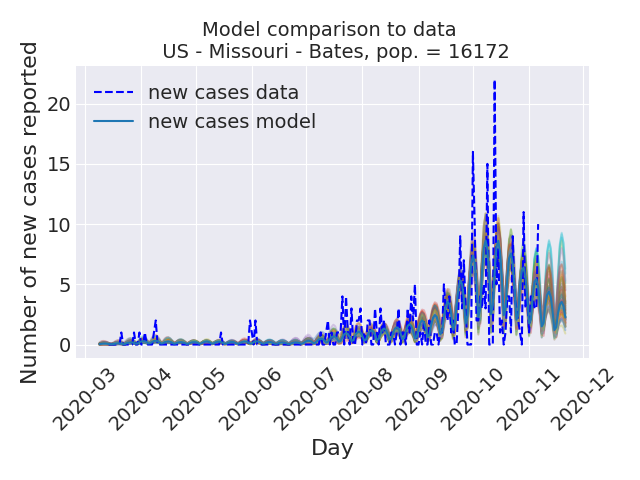 Model comparison to data
US - Missouri - Bates, pop. = 16172
Number of new cases reported
20
15
10
5
0
new cases data
new cases model
2020-03
2020-04
2020-05
2020-06
2020-07
2020-08
2020-09
2020-10
2020-11
2020-12
Day